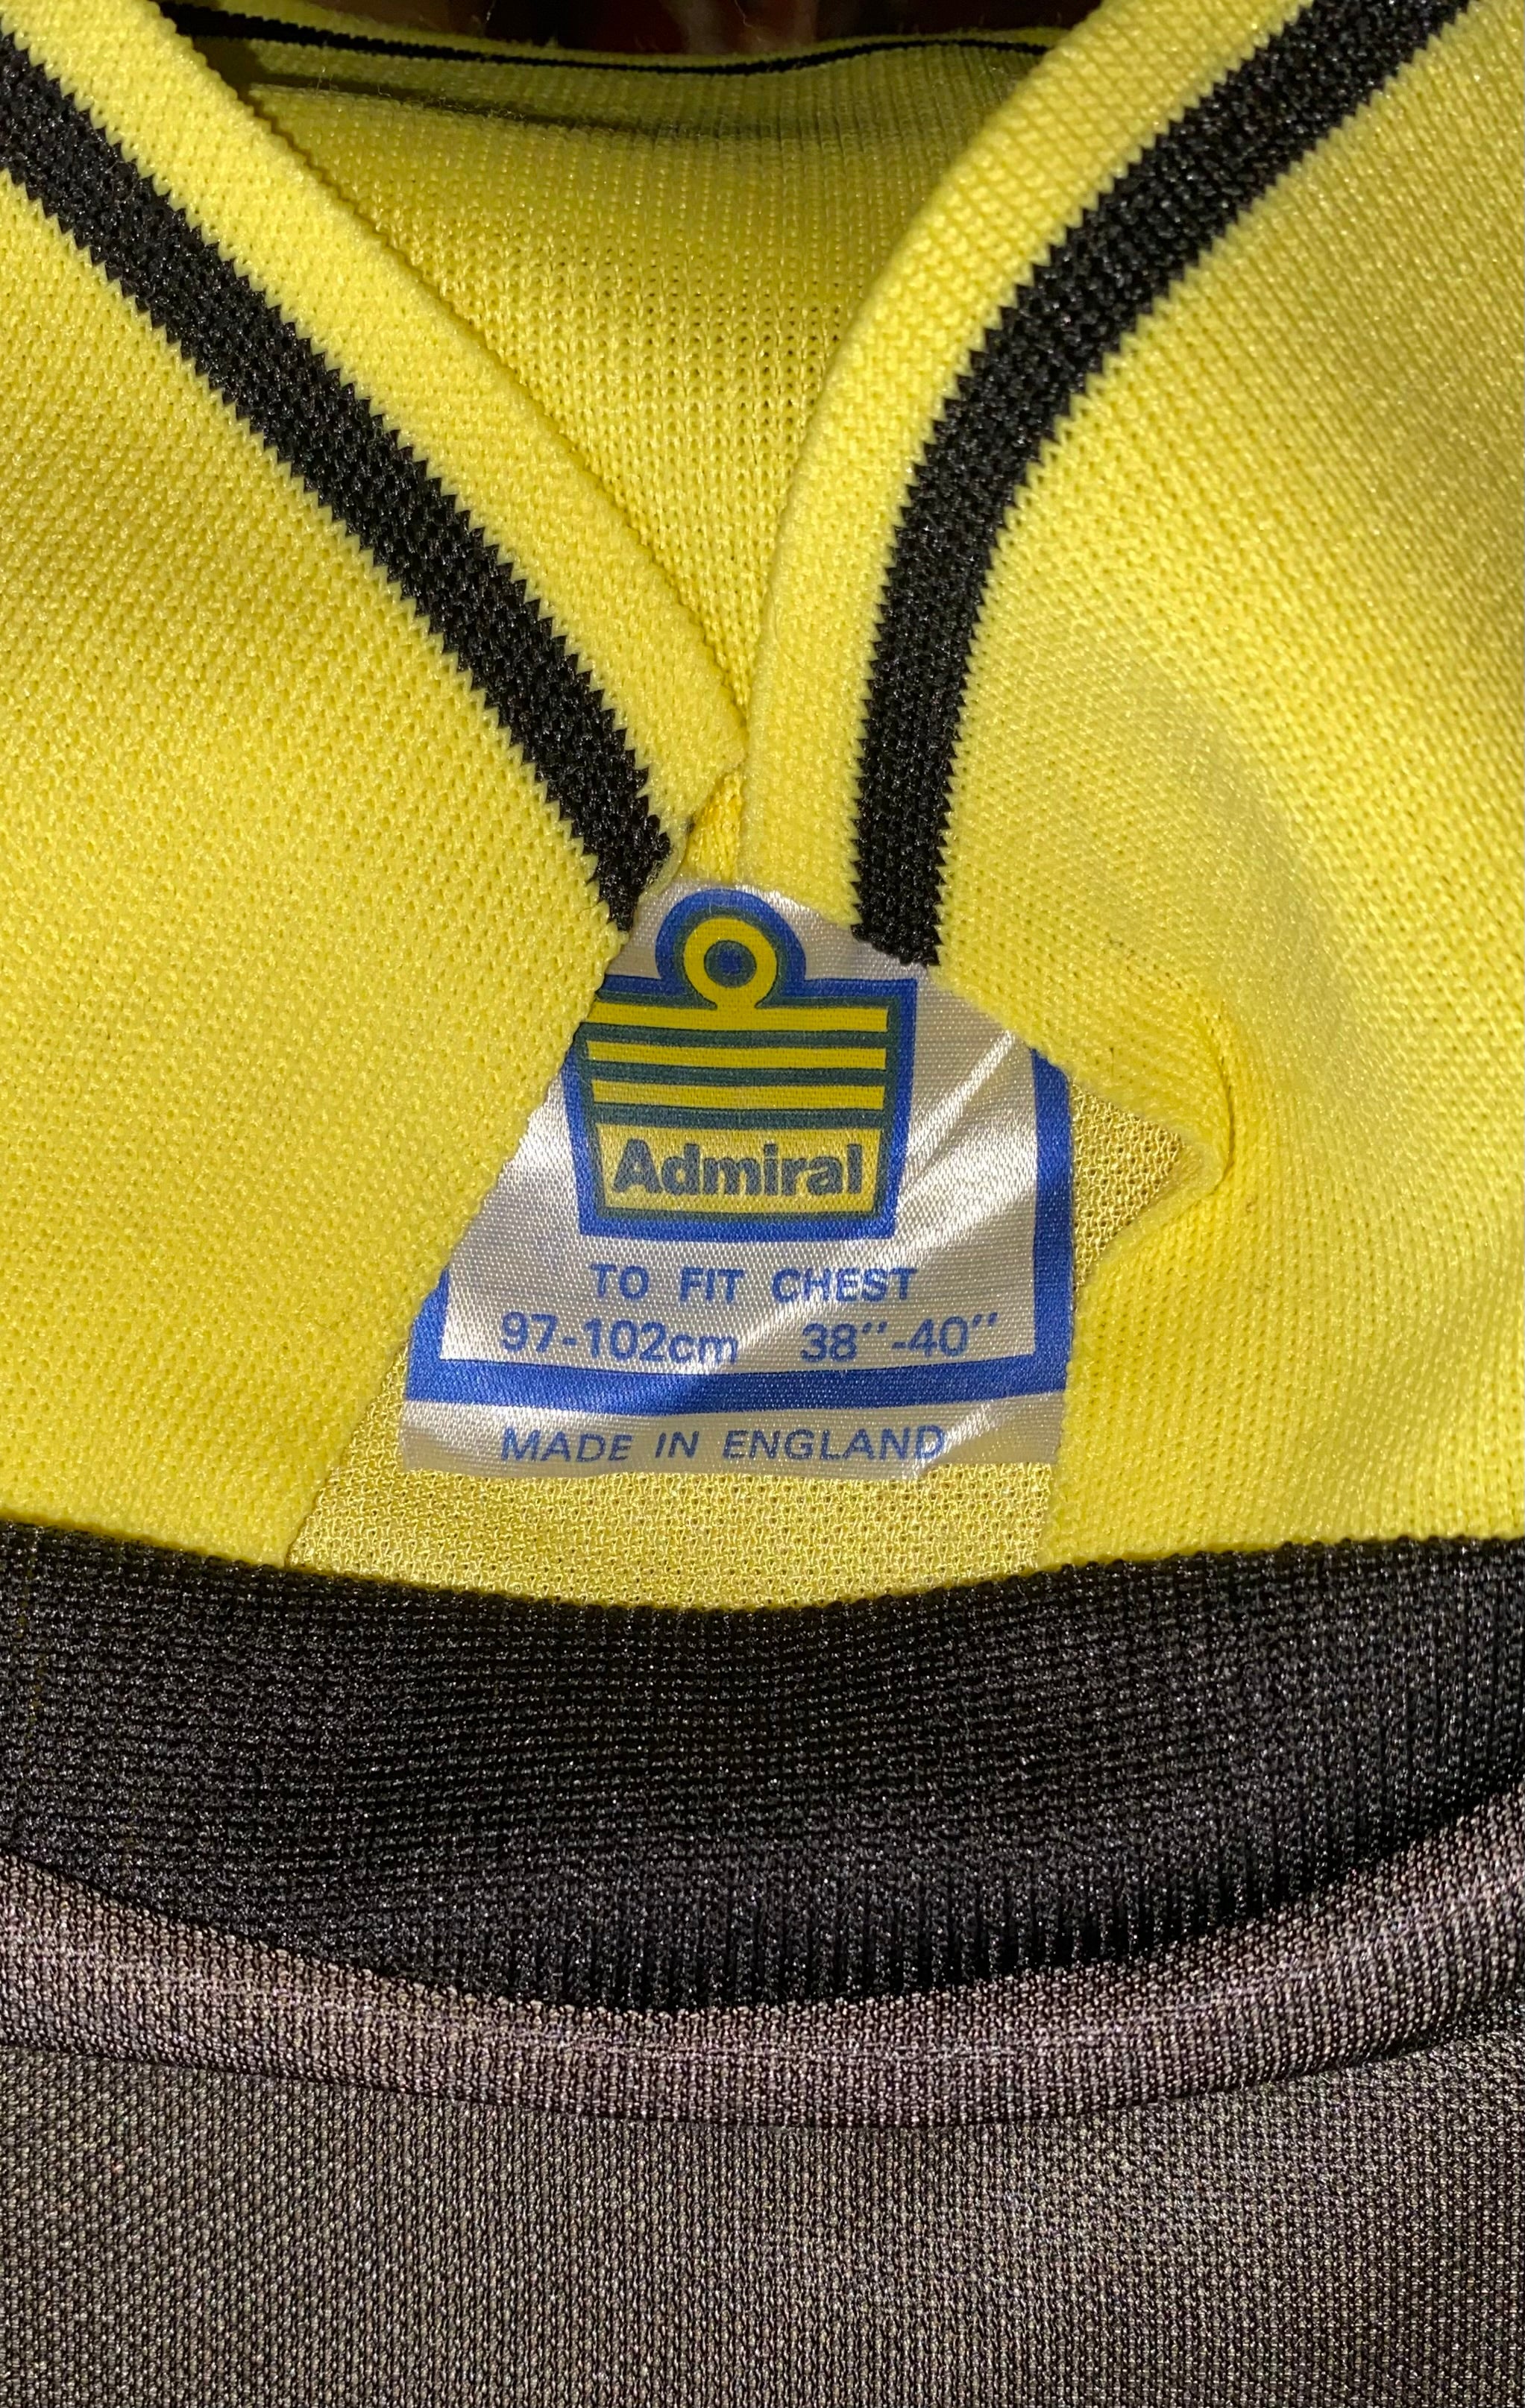 Admiral
TO FIT CHEST
97-102cm 38"-40"
MADE IN ENGLAND